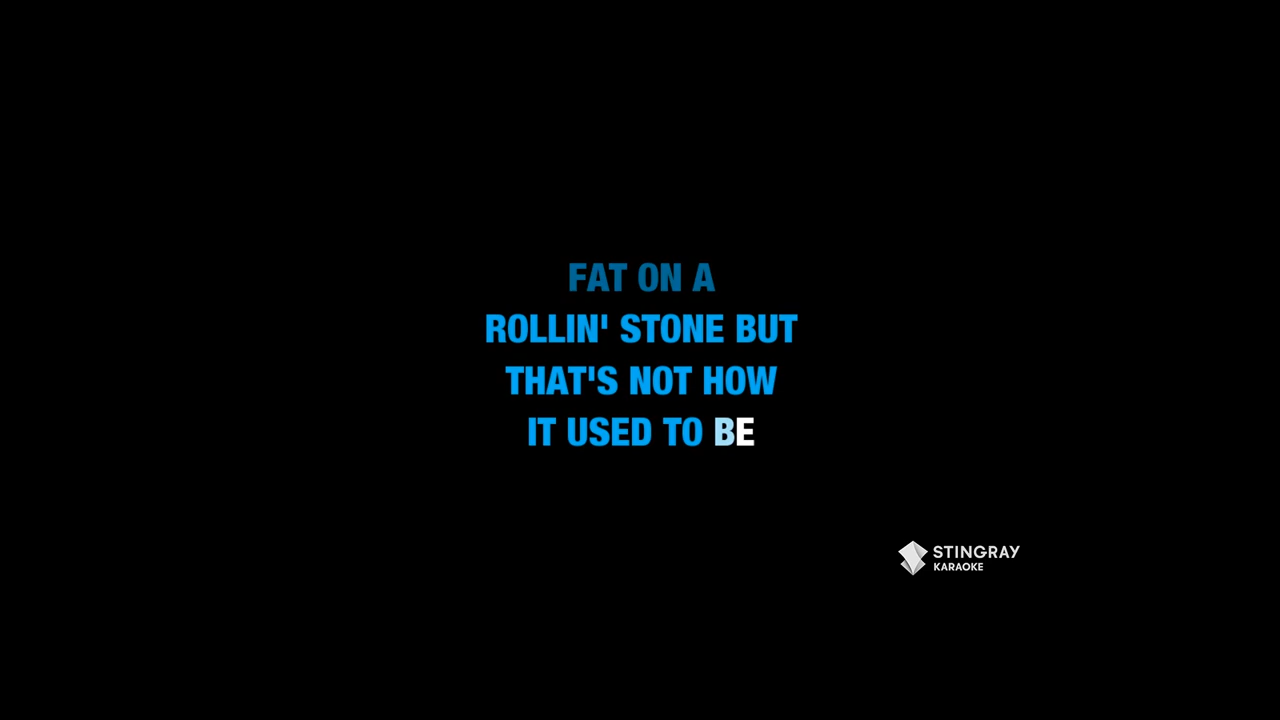 FAT ON A
ROLLIN' STONE BUT
THAT'S NOT HOW
IT USED TO BE
STINGRAY
KARAOKE